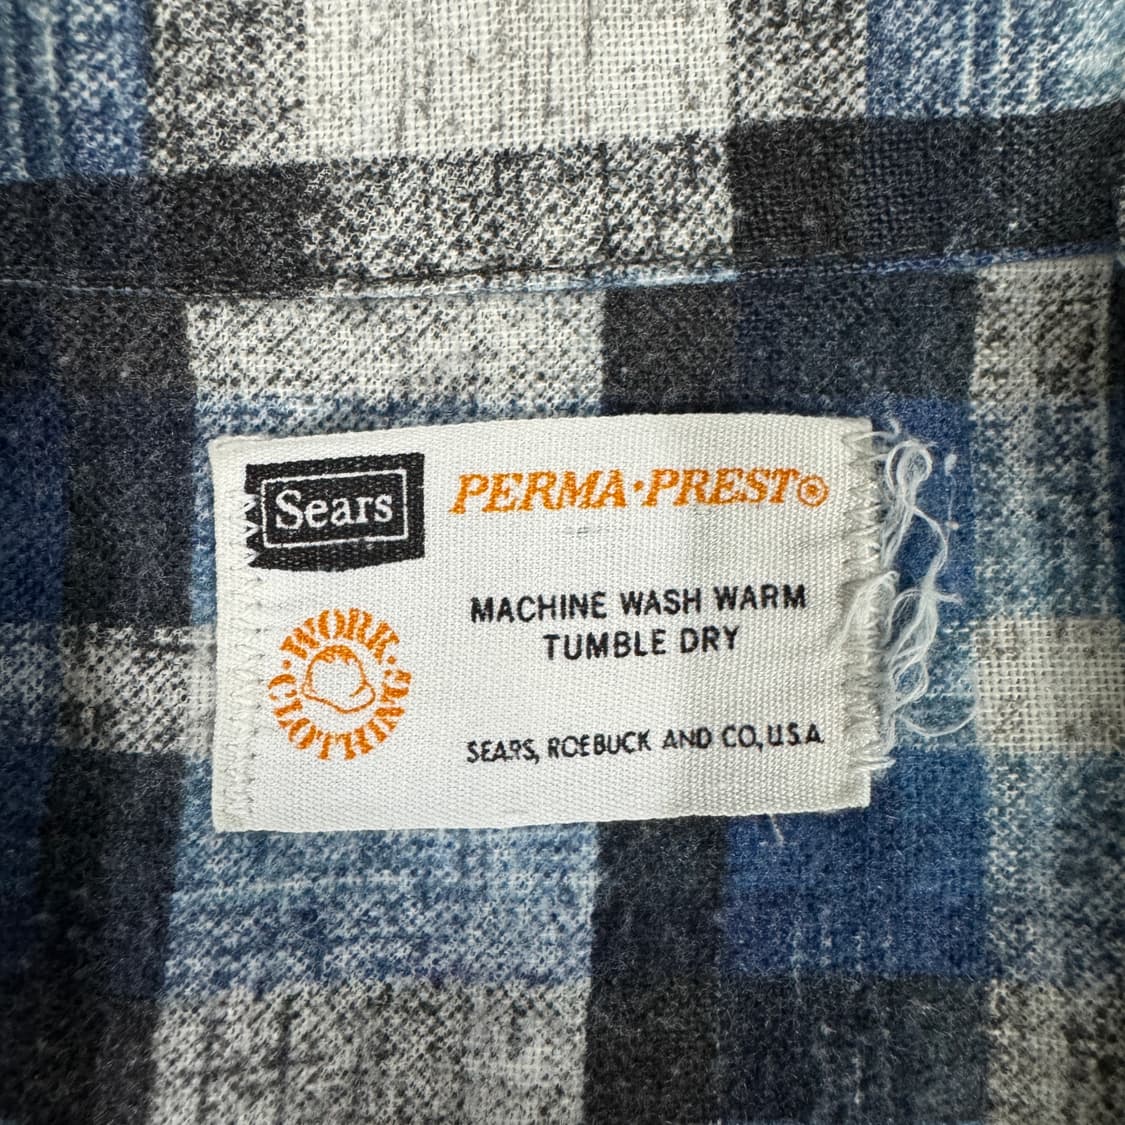 Sears
PERMA·PREST®
MACHINE WASH WARM
TUMBLE DRY
·WORK·
CLOTHING
SEARS, ROEBUCK AND CO., U.S.A.